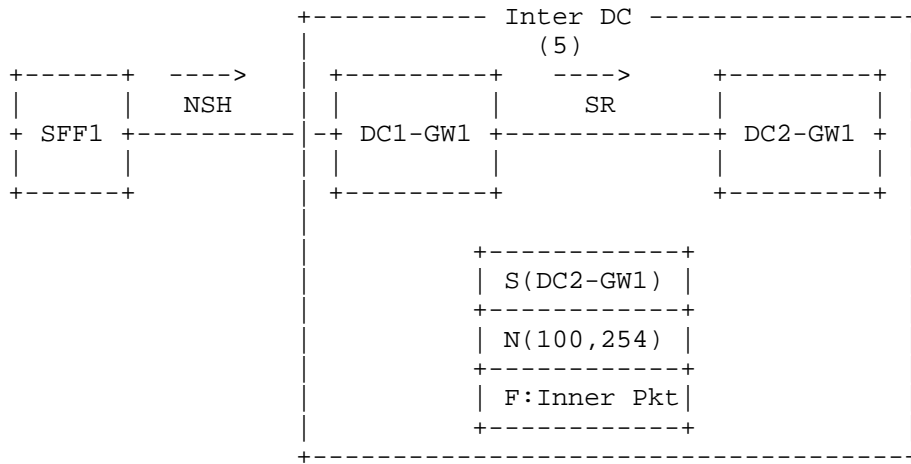 Inter DC
(5)
----> ---->
NSH SR
SFF1 DC1-GW1 DC2-GW1
S(DC2-GW1)
N(100,254)
F:Inner Pkt